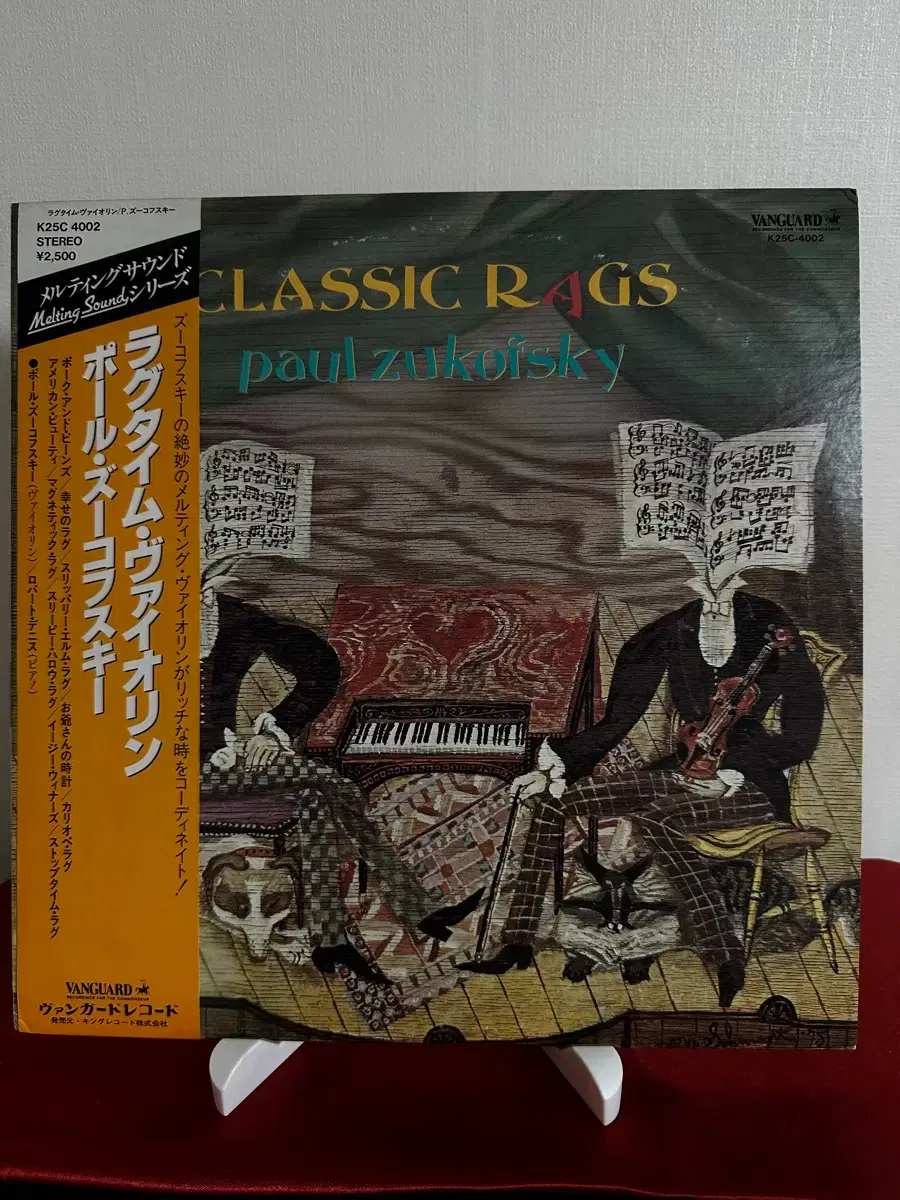 ラグタイム・ヴァイオリン/P.ズーコフスキー
K25C 4002
STEREO
¥2,500
メルティングサウンド
Melting Sound シリーズ
ズーコフスキーの絶妙のメルティング・ヴァイオリンがリッチな時をコーディネイト!
ラグタイム・ヴァイオリン
ポール・ズーコフスキー
ポーク・アンド・ビーンズ/幸せのラグ/スリッパリー・エルム・ラグ/お爺さんの時計/カリオペ・ラグ
アメリカン・ビューティ/マグネティック・ラグ/スリーピー・ハロウ・ラグ/イージー・ウィナーズ/ストップタイム・ラグ
●ポール・ズーコフスキー(ヴァイオリン)/ロバート・デニス(ピアノ)
VANGUARD
RECORDINGS FOR THE CONNOISSEUR
ヴァンガードレコード
発売元・キングレコード株式会社
VANGUARD
RECORDINGS FOR THE CONNOISSEUR
K25C-4002
CLASSIC RAGS
paul zukofsky